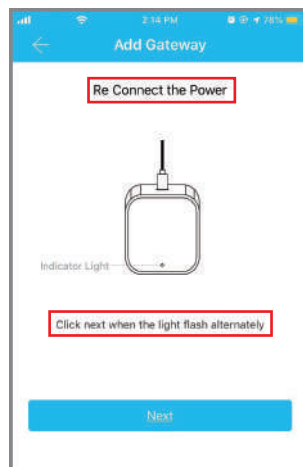 2:14 PM
78%
Add Gateway
Re Connect the Power
Indicator Light
Click next when the light flash alternately
Next